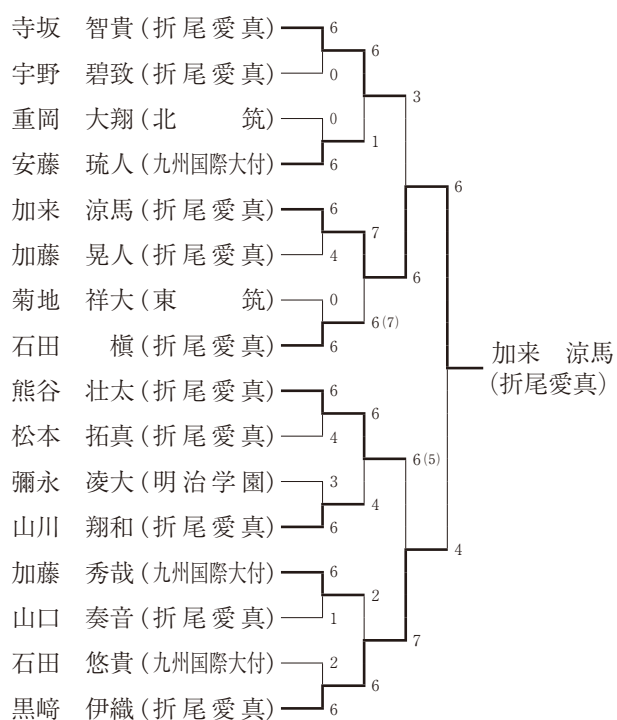 寺坂 智貴(折尾愛真) 6
6
宇野 碧致(折尾愛真) 0
3
重岡 大翔(北 筑) 0
1
安藤 琉人(九州国際大付) 6
6
加来 涼馬(折尾愛真) 6
7
加藤 晃人(折尾愛真) 4
6
菊地 祥大(東 筑) 0
6(7)
石田 槇(折尾愛真) 6
加来 涼馬
(折尾愛真)
熊谷 壮太(折尾愛真) 6
6
松本 拓真(折尾愛真) 4
6(5)
彌永 凌大(明治学園) 3
4
山川 翔和(折尾愛真) 6
4
加藤 秀哉(九州国際大付) 6
2
山口 奏音(折尾愛真) 1
7
石田 悠貴(九州国際大付) 2
6
黒﨑 伊織(折尾愛真) 6